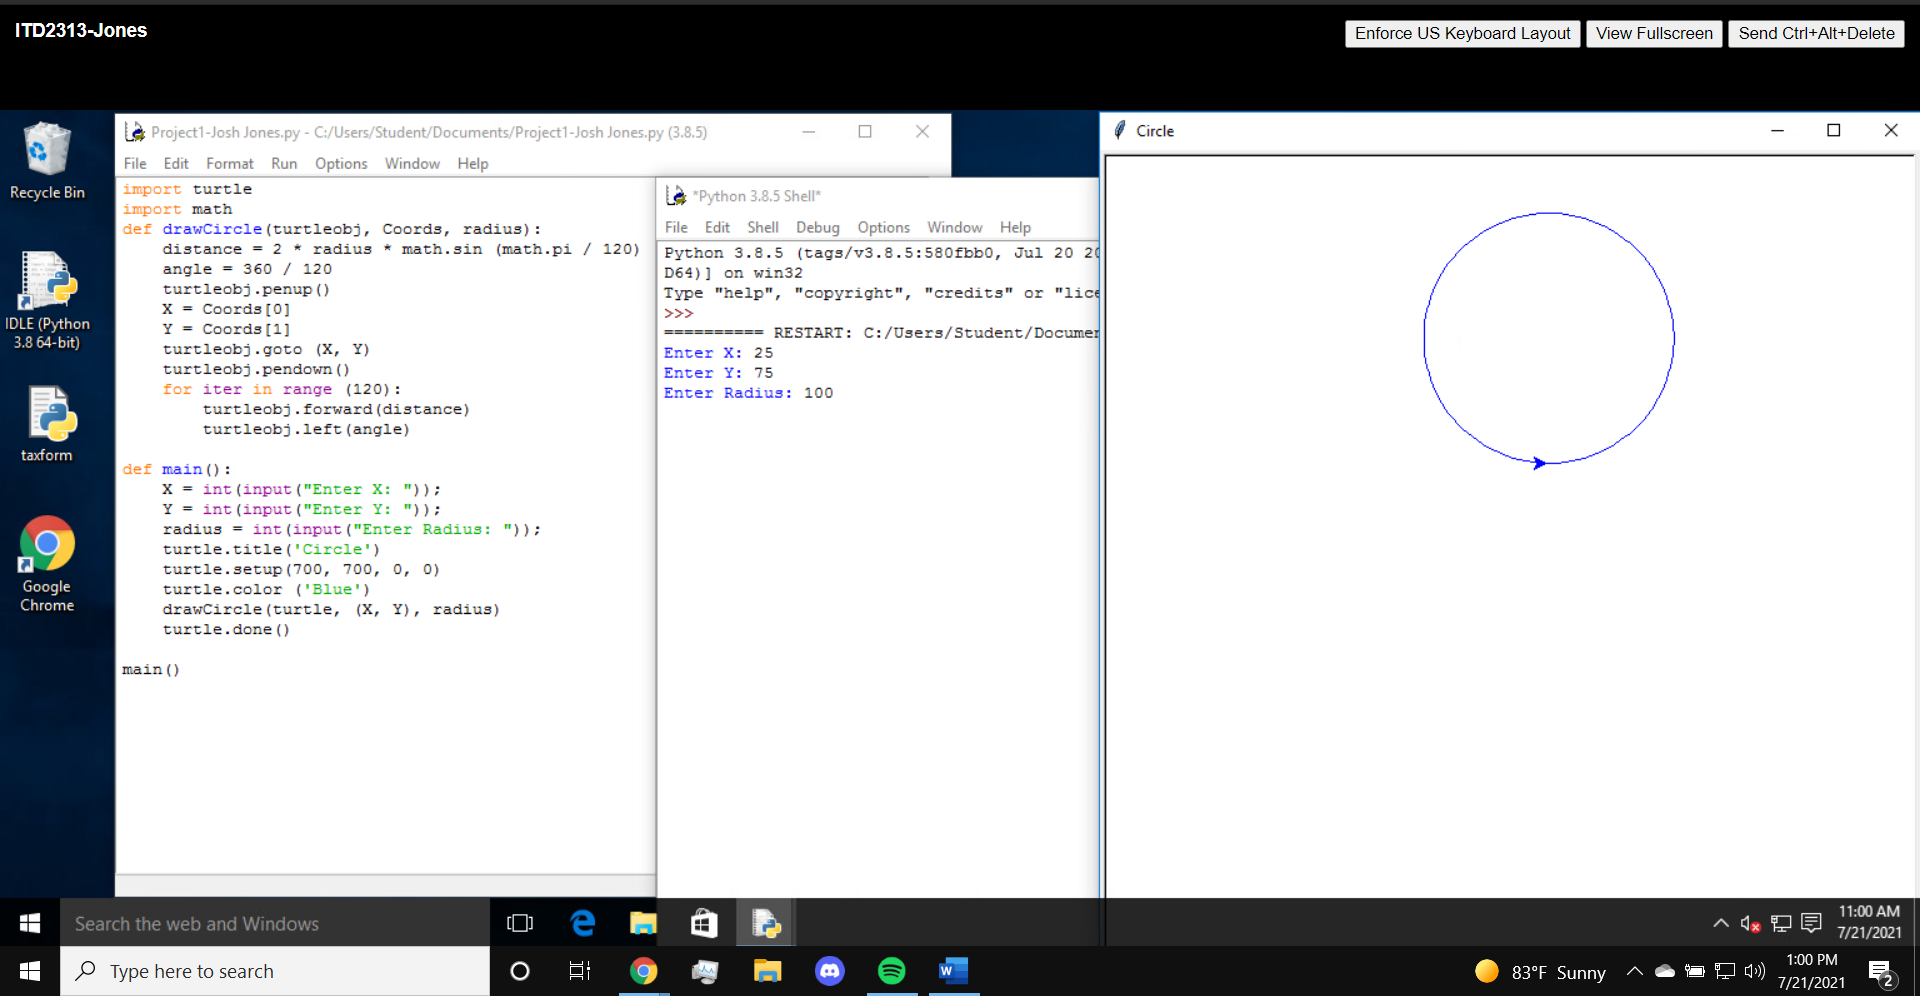 ITD2313-Jones
Enforce US Keyboard Layout
View Fullscreen
Send Ctrl+Alt+Delete
Recycle Bin
IDLE (Python
3.8 64-bit)
taxform
Google
Chrome
Project1-Josh Jones.py - C:/Users/Student/Documents/Project1-Josh Jones.py (3.8.5)
File Edit Format Run Options Window Help
import turtle
import math
def drawCircle(turtleobj, Coords, radius):
    distance = 2 * radius * math.sin (math.pi / 120)
    angle = 360 / 120
    turtleobj.penup()
    X = Coords[0]
    Y = Coords[1]
    turtleobj.goto (X, Y)
    turtleobj.pendown()
    for iter in range (120):
        turtleobj.forward(distance)
        turtleobj.left(angle)
def main():
    X = int(input("Enter X: "));
    Y = int(input("Enter Y: "));
    radius = int(input("Enter Radius: "));
    turtle.title('Circle')
    turtle.setup(700, 700, 0, 0)
    turtle.color ('Blue')
    drawCircle(turtle, (X, Y), radius)
    turtle.done()
main()
*Python 3.8.5 Shell*
File Edit Shell Debug Options Window Help
Python 3.8.5 (tags/v3.8.5:580fbb0, Jul 20 20
D64)] on win32
Type "help", "copyright", "credits" or "lice
>>>
========== RESTART: C:/Users/Student/Documen
Enter X: 25
Enter Y: 75
Enter Radius: 100
Circle
Search the web and Windows
11:00 AM
7/21/2021
Type here to search
83°F Sunny
1:00 PM
7/21/2021
2